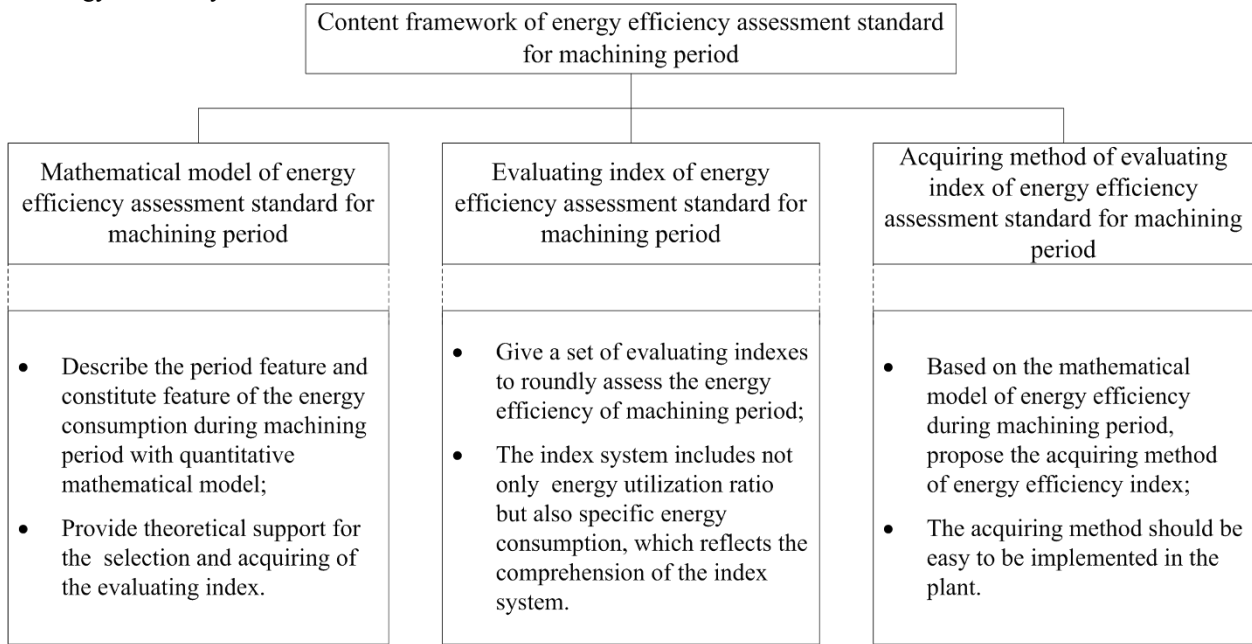 Content framework of energy efficiency assessment standard
for machining period
Mathematical model of energy
efficiency assessment standard for
machining period
Evaluating index of energy
efficiency assessment standard for
machining period
Acquiring method of evaluating
index of energy efficiency
assessment standard for machining
period
• Describe the period feature and
constitute feature of the energy
consumption during machining
period with quantitative
mathematical model;
• Provide theoretical support for
the selection and acquiring of
the evaluating index.
• Give a set of evaluating indexes
to roundly assess the energy
efficiency of machining period;
• The index system includes not
only energy utilization ratio
but also specific energy
consumption, which reflects the
comprehension of the index
system.
• Based on the mathematical
model of energy efficiency
during machining period,
propose the acquiring method
of energy efficiency index;
• The acquiring method should be
easy to be implemented in the
plant.